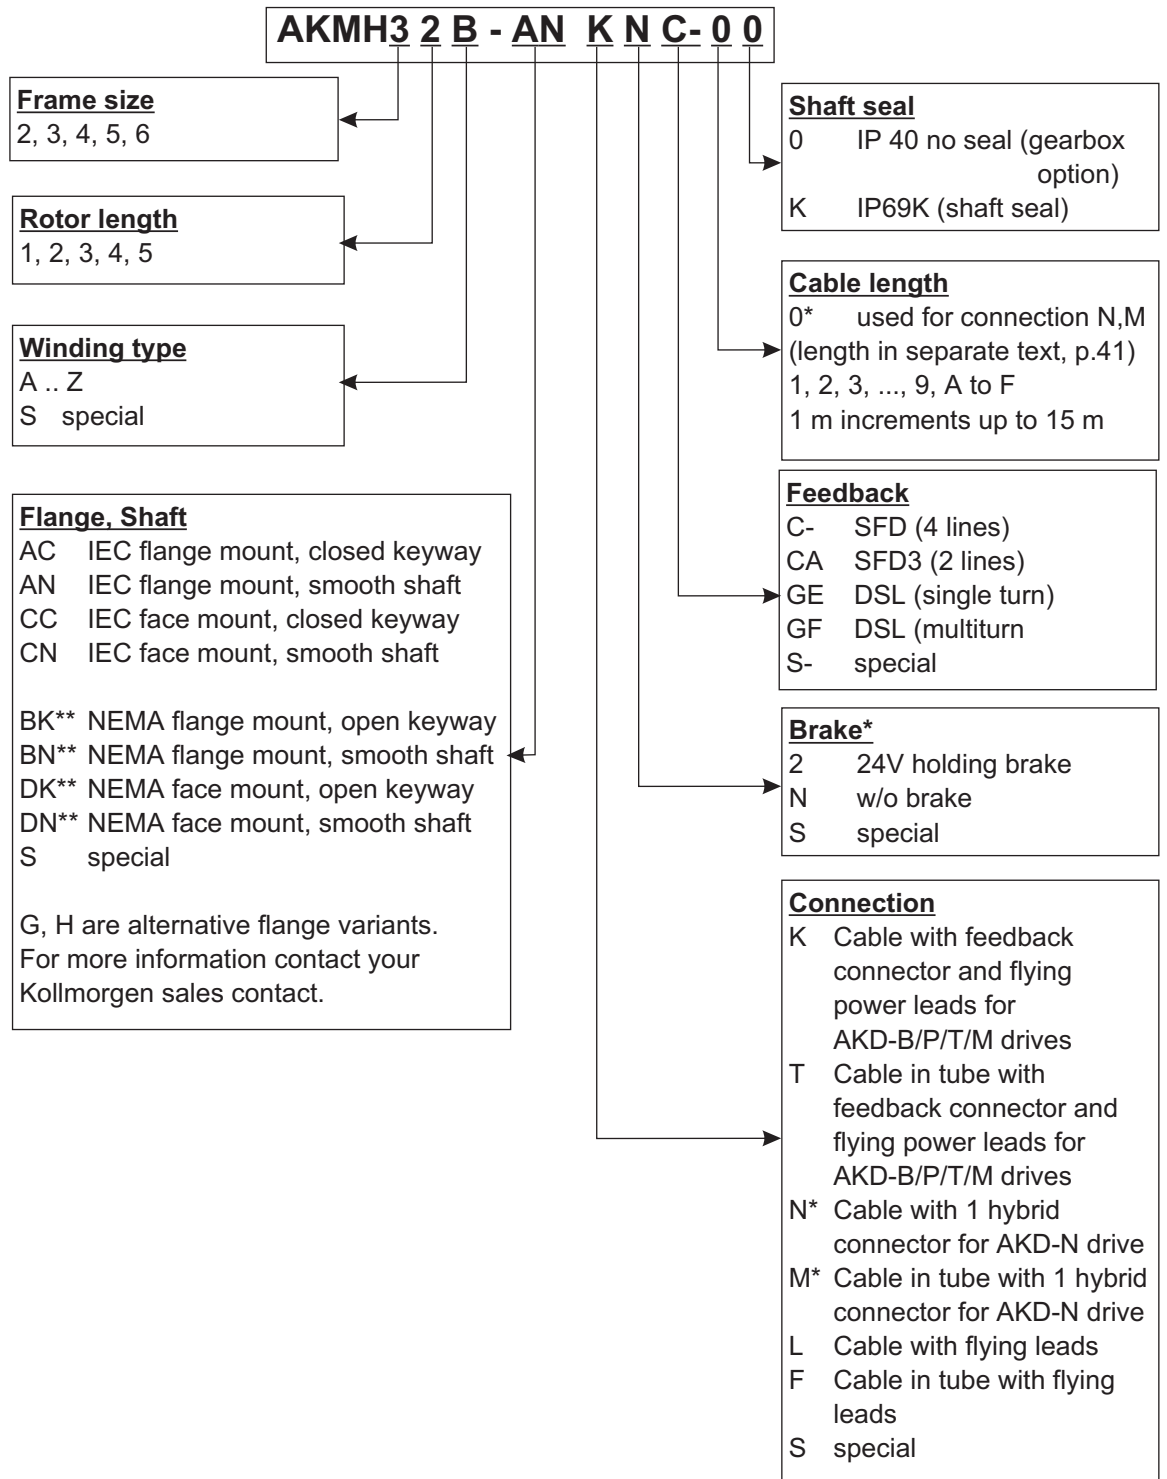 AKMH3 2 B - AN K N C- 0 0
Frame size
2, 3, 4, 5, 6
Rotor length
1, 2, 3, 4, 5
Winding type
A .. Z
S special
Flange, Shaft
AC IEC flange mount, closed keyway
AN IEC flange mount, smooth shaft
CC IEC face mount, closed keyway
CN IEC face mount, smooth shaft
BK** NEMA flange mount, open keyway
BN** NEMA flange mount, smooth shaft
DK** NEMA face mount, open keyway
DN** NEMA face mount, smooth shaft
S special
G, H are alternative flange variants.
For more information contact your
Kollmorgen sales contact.
Shaft seal
0 IP 40 no seal (gearbox
option)
K IP69K (shaft seal)
Cable length
0* used for connection N,M
(length in separate text, p.41)
1, 2, 3, ..., 9, A to F
1 m increments up to 15 m
Feedback
C- SFD (4 lines)
CA SFD3 (2 lines)
GE DSL (single turn)
GF DSL (multiturn
S- special
Brake*
2 24V holding brake
N w/o brake
S special
Connection
K Cable with feedback
connector and flying
power leads for
AKD-B/P/T/M drives
T Cable in tube with
feedback connector and
flying power leads for
AKD-B/P/T/M drives
N* Cable with 1 hybrid
connector for AKD-N drive
M* Cable in tube with 1 hybrid
connector for AKD-N drive
L Cable with flying leads
F Cable in tube with flying
leads
S special